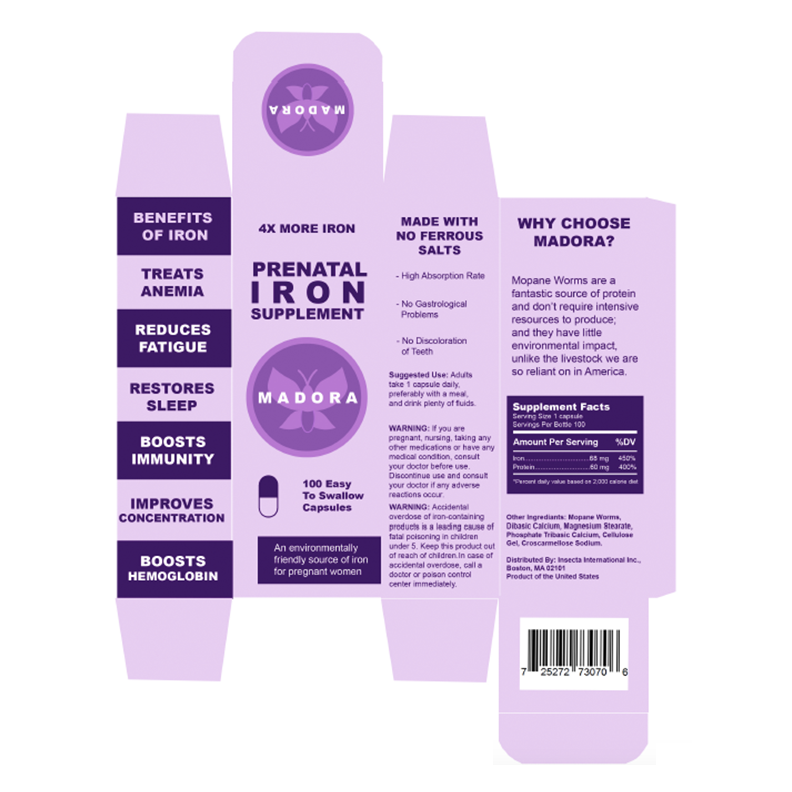 MADORA
BENEFITS
OF IRON
TREATS
ANEMIA
REDUCES
FATIGUE
RESTORES
SLEEP
BOOSTS
IMMUNITY
IMPROVES
CONCENTRATION
BOOSTS
HEMOGLOBIN
4X MORE IRON
PRENATAL
IRON
SUPPLEMENT
MADORA
100 Easy
To Swallow
Capsules
An environmentally
friendly source of iron
for pregnant women
MADE WITH
NO FERROUS
SALTS
- High Absorption Rate
- No Gastrological
Problems
- No Discoloration
of Teeth
Suggested Use: Adults
take 1 capsule daily,
preferably with a meal,
and drink plenty of fluids.
WARNING: If you are
pregnant, nursing, taking any
other medications or have any
medical condition, consult
your doctor before use.
Discontinue use and consult
your doctor if any adverse
reactions occur.
WARNING: Accidental
overdose of iron-containing
products is a leading cause of
fatal poisoning in children
under 5. Keep this product out
of reach of children.In case of
accidental overdose, call a
doctor or poison control
center immediately.
WHY CHOOSE
MADORA?
Mopane Worms are a
fantastic source of protein
and don't require intensive
resources to produce;
and they have little
environmental impact,
unlike the livestock we are
so reliant on in America.
Supplement Facts
Serving Size 1 capsule
Servings Per Bottle 100
Amount Per Serving %DV
Iron 68 mg 450%
Protein 60 mg 400%
*Percent daily value based on 2,000 calorie diet
Other Ingrediants: Mopane Worms,
Dibasic Calcium, Magnesium Stearate,
Phosphate Tribasic Calcium, Cellulose
Gel, Croscarmellose Sodium.
Distributed By: Insecta International Inc.,
Boston, MA 02101
Product of the United States
7 25272 73070 6